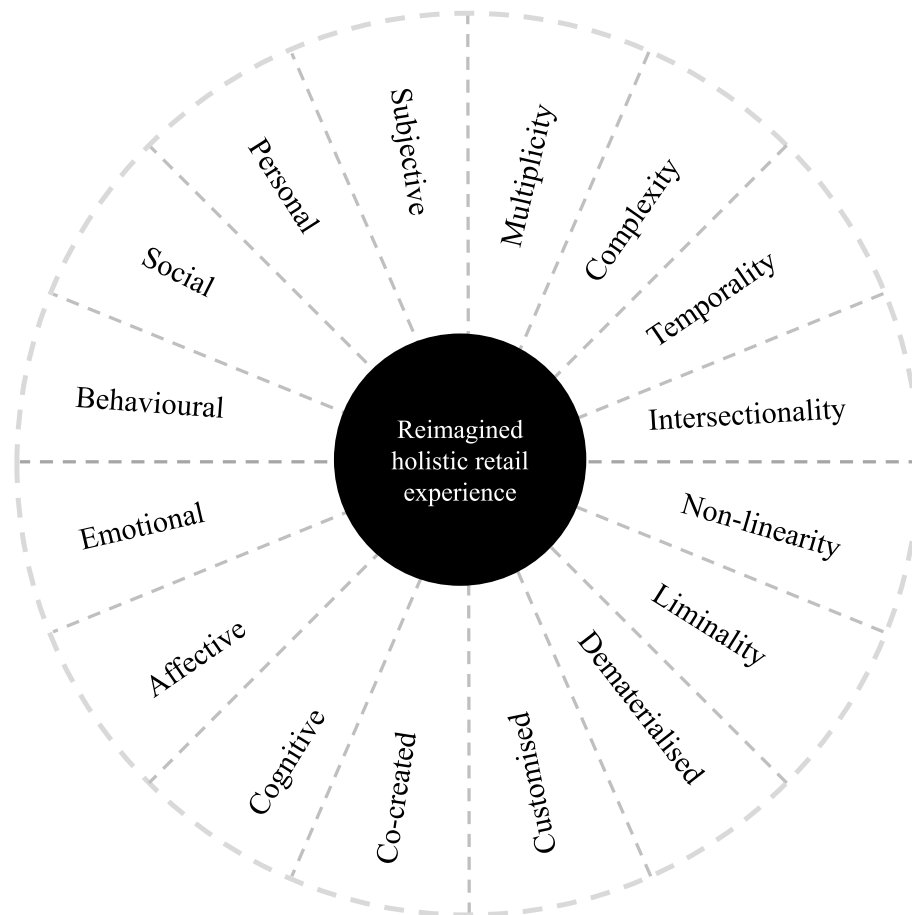 Subjective
Multiplicity
Personal
Complexity
Social
Temporality
Behavioural
Intersectionality
Reimagined
holistic retail
experience
Emotional
Non-linearity
Affective
Liminality
Cognitive
Dematerialised
Co-created
Customised